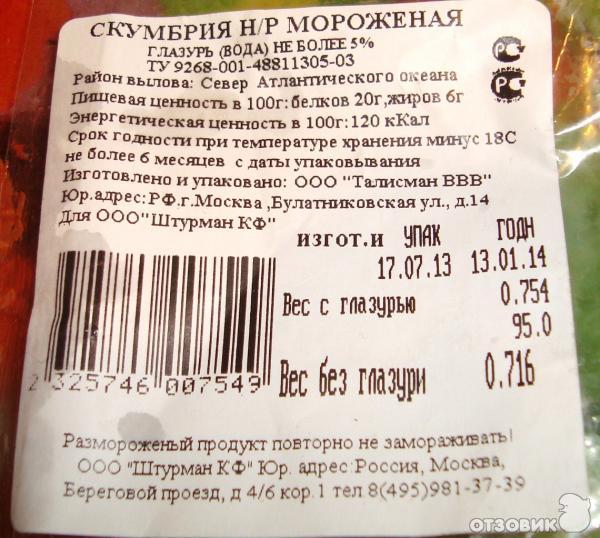 СКУМБРИЯ Н/Р МОРОЖЕНАЯ
ГЛАЗУРЬ (ВОДА) НЕ БОЛЕЕ 5%
ТУ 9268-001-48811305-03
Район вылова: Север Атлантического океана
Пищевая ценность в 100г: белков 20г,жиров 6г
Энергетическая ценность в 100г: 120 кКал
Срок годности при температуре хранения минус 18С
не более 6 месяцев с даты упаковывания
Изготовлено и упаковано: ООО "Талисман ВВВ"
Юр.адрес: РФ.г.Москва ,Булатниковская ул., д.14
Для ООО"Штурман КФ"
изгот.и УПАК ГОДН
17.07.13 13.01.14
Вес с глазурью 0.754
95.0
Вес без глазури 0.716
2 325746 007549
Размороженый продукт повторно не замораживать!
ООО "Штурман КФ" Юр. адрес:Россия, Москва,
Береговой проезд, д 4/6 кор.1 тел.8(495)981-37-39
ОТЗОВИК